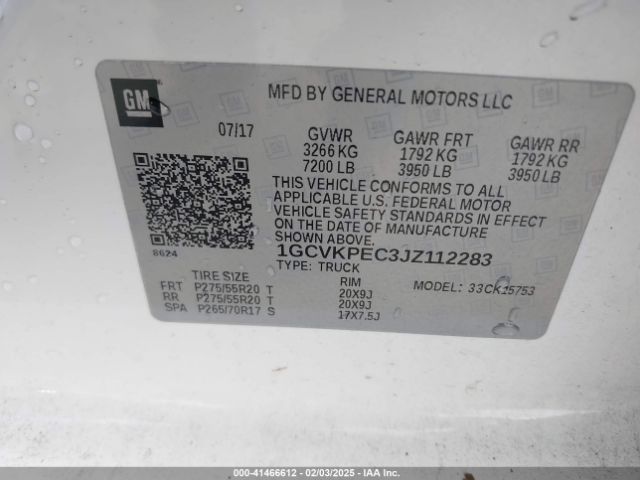 GM
MFD BY GENERAL MOTORS LLC
07/17 GVWR GAWR FRT GAWR RR
3266 KG 1792 KG 1792 KG
7200 LB 3950 LB 3950 LB
THIS VEHICLE CONFORMS TO ALL
APPLICABLE U.S. FEDERAL MOTOR
VEHICLE SAFETY STANDARDS IN EFFECT
ON THE DATE OF MANUFACTURE
SHOWN ABOVE.
8624
1GCVKPEC3JZ112283
TYPE: TRUCK
MODEL: 33CK15753
TIRE SIZE RIM
FRT P275/55R20 T 20X9J
RR P275/55R20 T 20X9J
SPA P265/70R17 S 17X7.5J
000-41466612 - 02/03/2025 - IAA Inc.